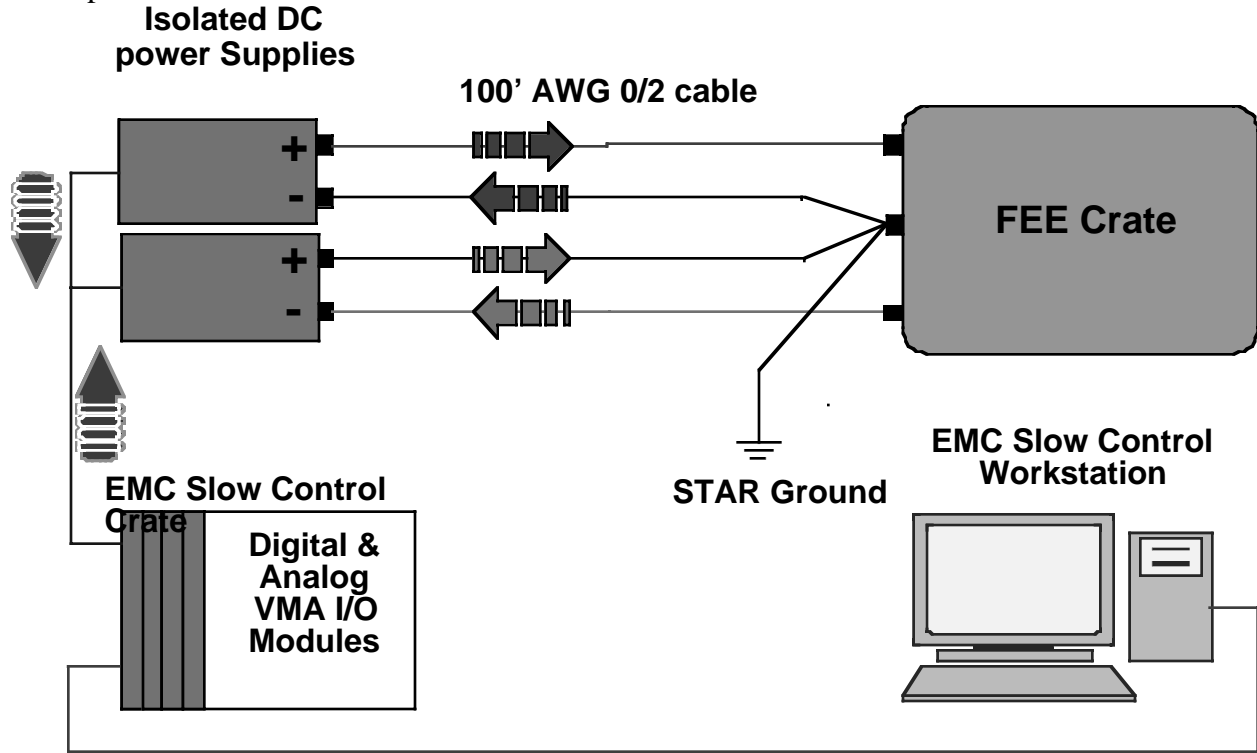 Isolated DC
power Supplies
100’ AWG 0/2 cable
+
-
+
-
FEE Crate
STAR Ground
EMC Slow Control
Workstation
EMC Slow Control
Crate
Digital &
Analog
VMA I/O
Modules